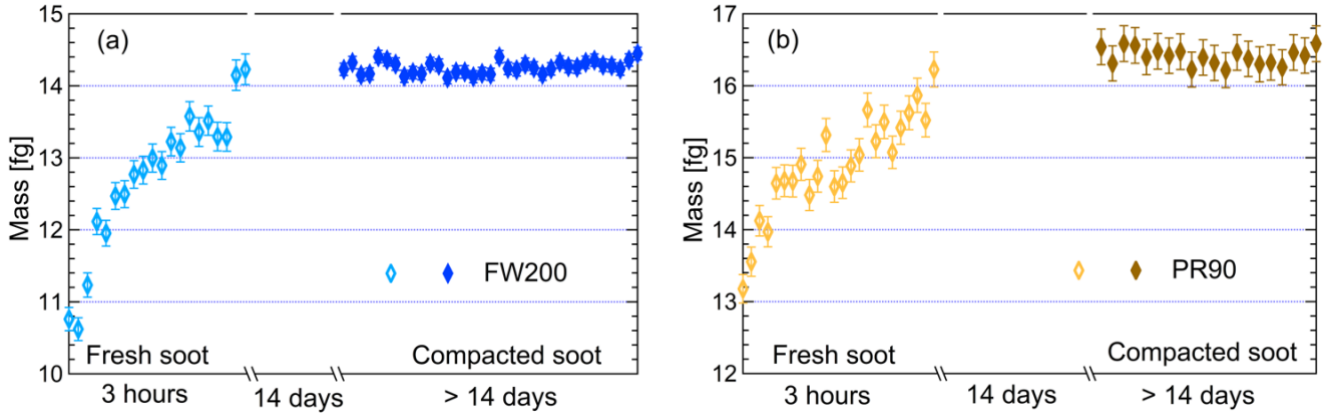 (a)
Mass [fg]
15
14
13
12
11
10
FW200
Fresh soot
Compacted soot
3 hours
14 days
> 14 days
(b)
Mass [fg]
17
16
15
14
13
12
PR90
Fresh soot
Compacted soot
3 hours
14 days
> 14 days